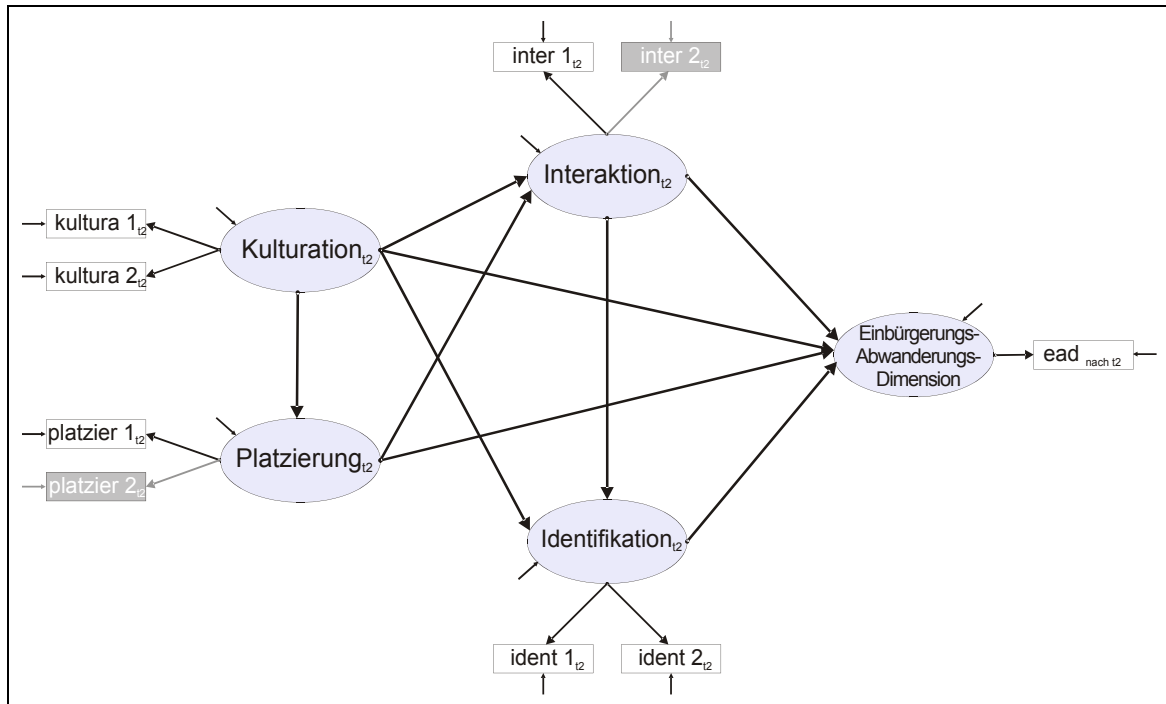 inter 1t2
inter 2t2
Interaktiont2
kultura 1t2
kultura 2t2
Kulturationt2
Einbürgerungs-
Abwanderungs-
Dimension
ead nach t2
platzier 1t2
platzier 2t2
Platzierungt2
Identifikationt2
ident 1t2
ident 2t2